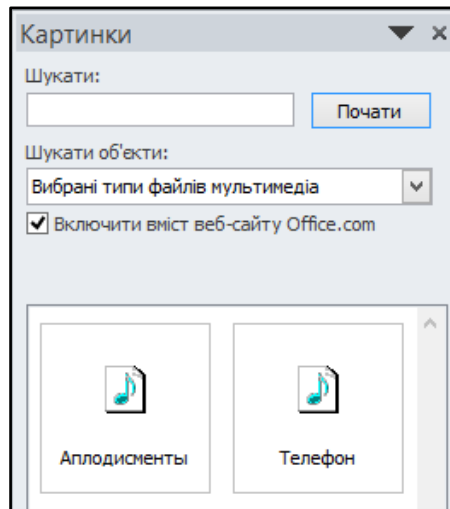 Картинки
Шукати:
Почати
Шукати об'єкти:
Вибрані типи файлів мультимедіа
Включити вміст веб-сайту Office.com
Аплодисменты Телефон